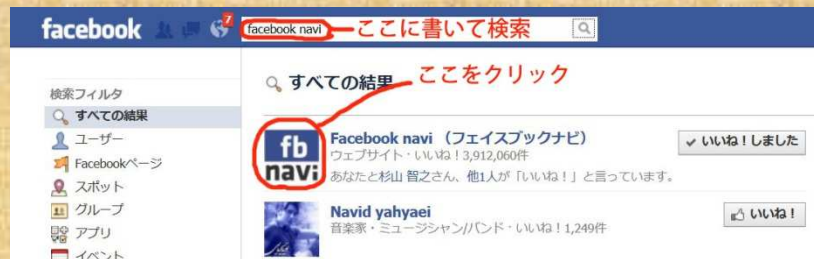 facebook
7
facebook navi
ここに書いて検索
検索フィルタ
すべての結果
ユーザー
Facebookページ
スポット
グループ
アプリ
イベント
すべての結果
ここをクリック
fb
navi
Facebook navi （フェイスブックナビ）
ウェブサイト・いいね！3,912,060件
あなたと杉山 智之さん、他1人が「いいね！」と言っています。
いいね！しました
Navid yahyaei
音楽家・ミュージシャン/バンド・いいね！1,249件
いいね！